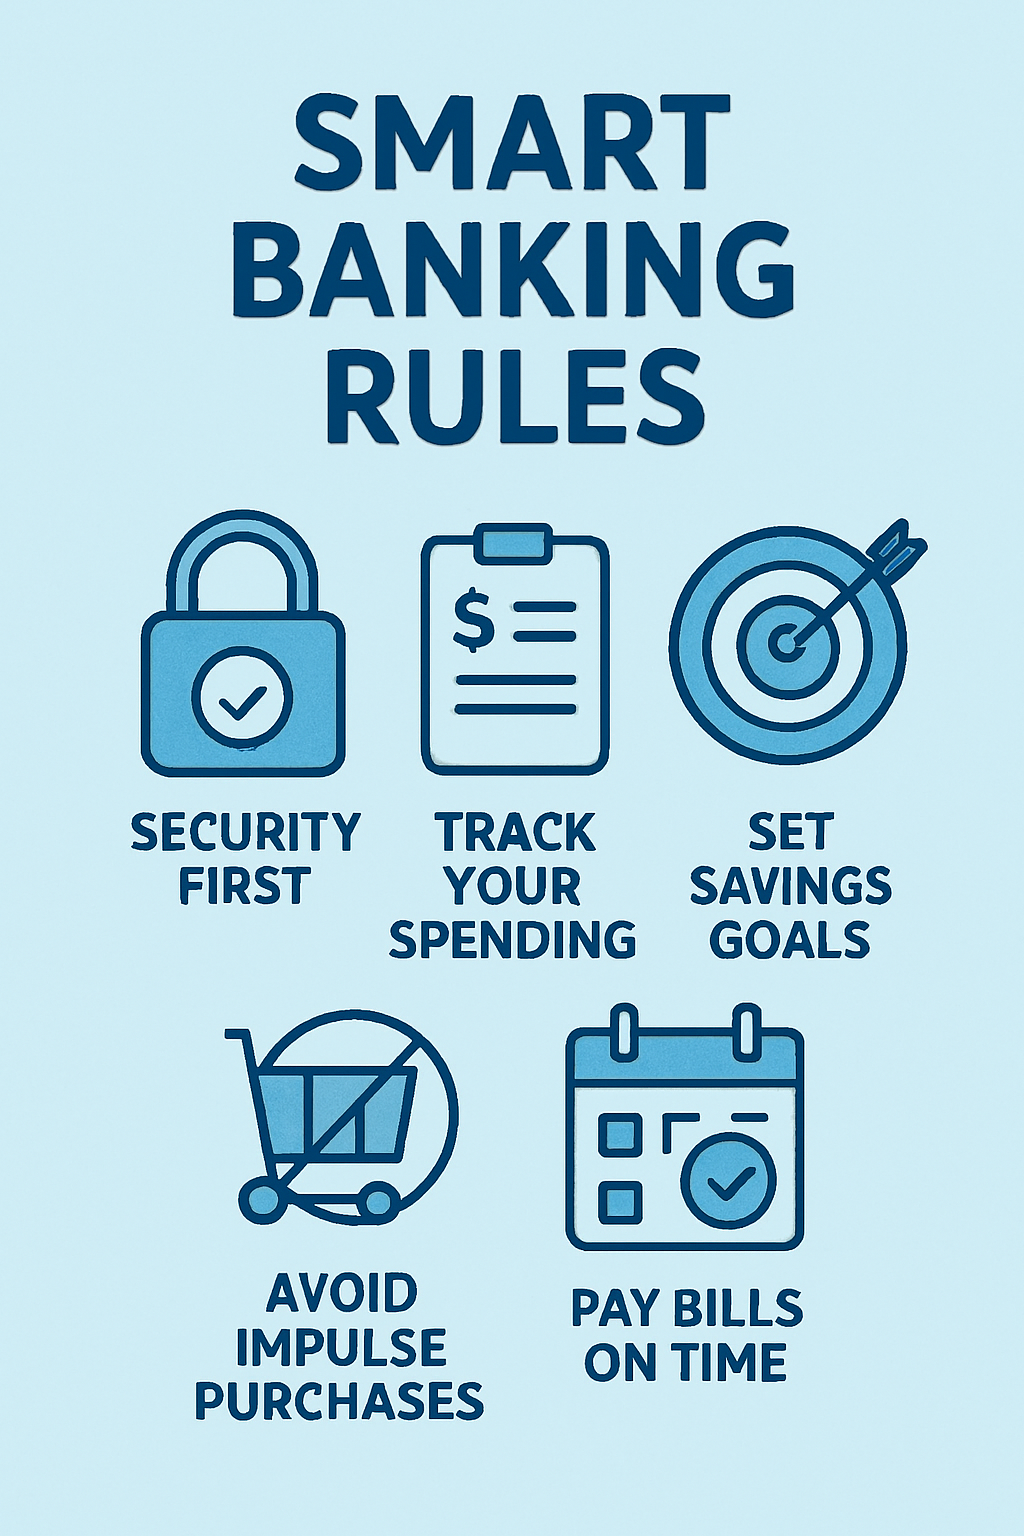 SMART
BANKING
RULES
$
SECURITY
FIRST
TRACK
YOUR
SPENDING
SET
SAVINGS
GOALS
AVOID
IMPULSE
PURCHASES
PAY BILLS
ON TIME